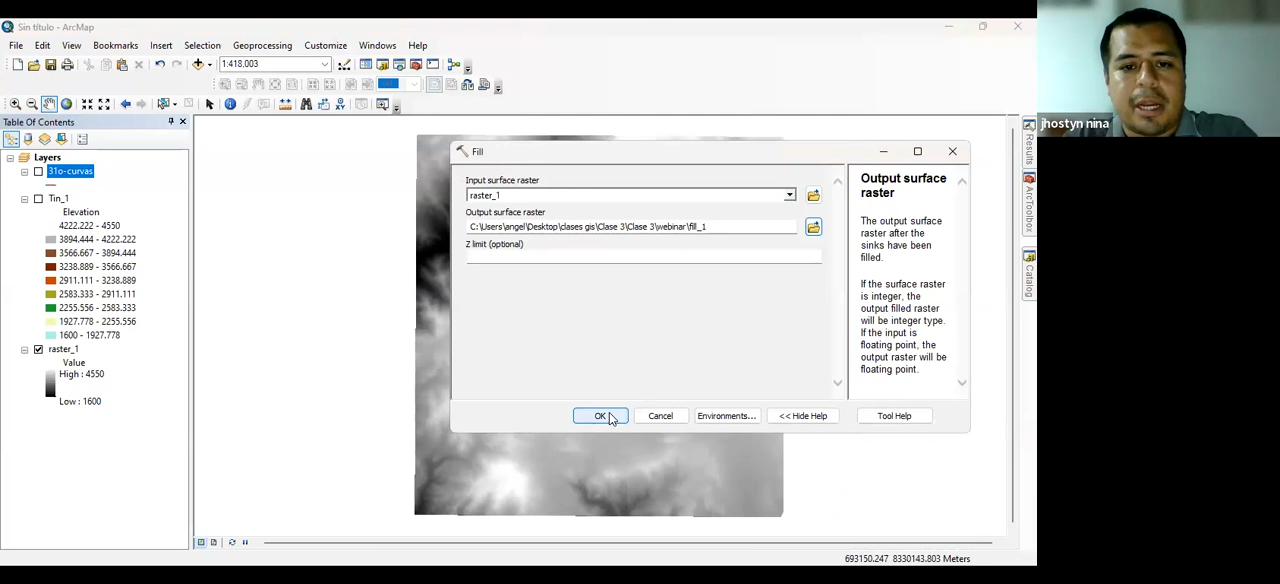 Sin título - ArcMap
File Edit View Bookmarks Insert Selection Geoprocessing Customize Windows Help
1:418.003
Table Of Contents
Layers
31o-curvas
Tin_1
Elevation
4222.222 - 4550
3894.444 - 4222.222
3566.667 - 3894.444
3238.889 - 3566.667
2911.111 - 3238.889
2583.333 - 2911.111
2255.556 - 2583.333
1927.778 - 2255.556
1600 - 1927.778
raster_1
Value
High : 4550
Low : 1600
Fill
Input surface raster
raster_1
Output surface raster
C:\Users\angel\Desktop\clases gis\Clase 3\Clase 3\webinar\fill_1
Z limit (optional)
OK Cancel Environments... << Hide Help Tool Help
Output surface
raster
The output surface
raster after the
sinks have been
filled.
If the surface raster
is integer, the
output filled raster
will be integer type.
If the input is
floating point, the
output raster will be
floating point.
Results
ArcToolbox
Catalog
693150.247 8330143.803 Meters
jhostyn nina